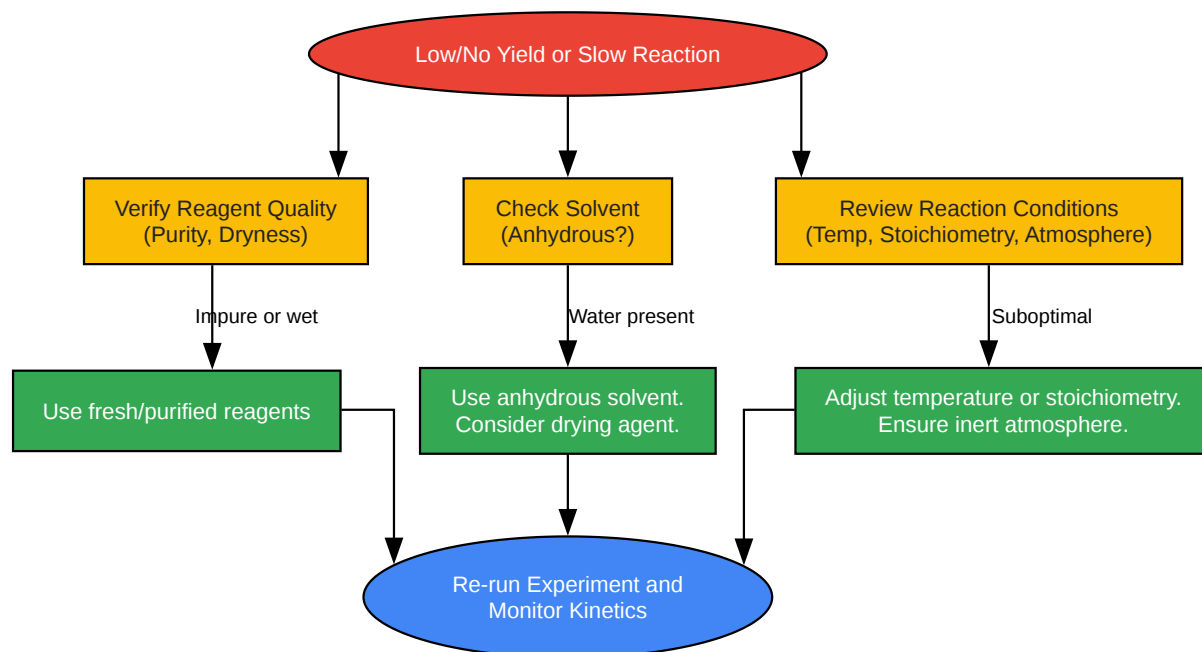 Low/No Yield or Slow Reaction
Verify Reagent Quality
(Purity, Dryness)
Check Solvent
(Anhydrous?)
Review Reaction Conditions
(Temp, Stoichiometry, Atmosphere)
Impure or wet
Water present
Suboptimal
Use fresh/purified reagents
Use anhydrous solvent.
Consider drying agent.
Adjust temperature or stoichiometry.
Ensure inert atmosphere.
Re-run Experiment and
Monitor Kinetics